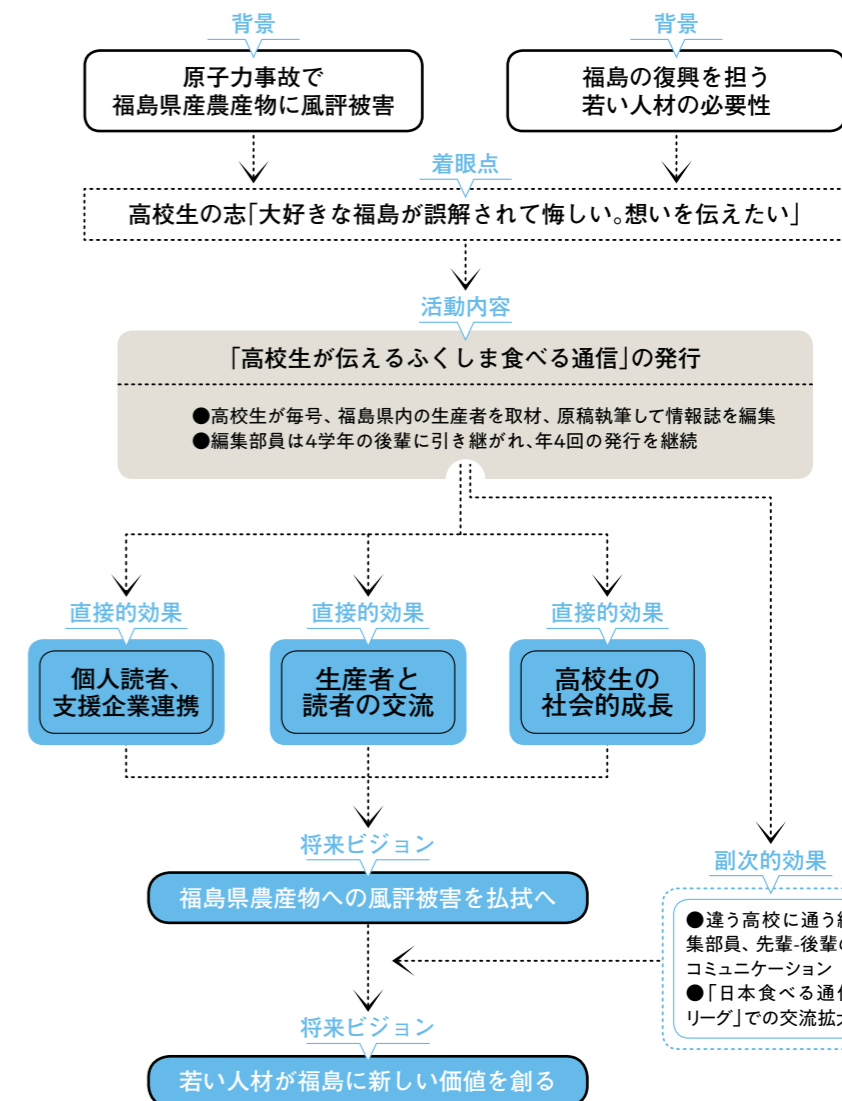 背景
原子力事故で
福島県産農産物に風評被害
背景
福島の復興を担う
若い人材の必要性
着眼点
高校生の志「大好きな福島が誤解されて悔しい。想いを伝えたい」
活動内容
「高校生が伝えるふくしま食べる通信」の発行
●高校生が毎号、福島県内の生産者を取材、原稿執筆して情報誌を編集
●編集部員は4学年の後輩に引き継がれ、年4回の発行を継続
直接的効果
個人読者、
支援企業連携
直接的効果
生産者と
読者の交流
直接的効果
高校生の
社会的成長
将来ビジョン
福島県農産物への風評被害を払拭へ
副次的効果
●違う高校に通う
集部員、先輩-後輩
コミュニケーション
●「日本食べる通
リーグ」での交流拡
将来ビジョン
若い人材が福島に新しい価値を創る